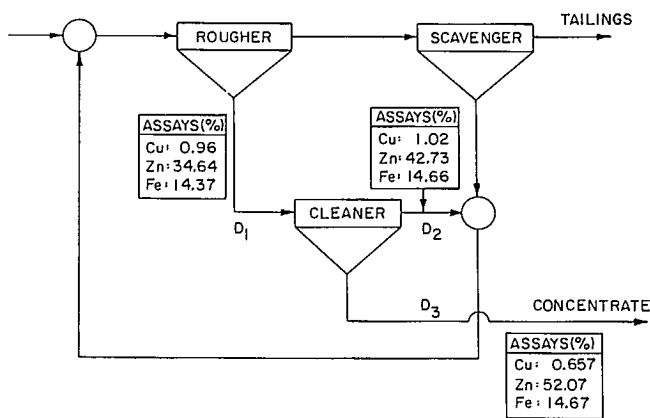 TAILINGS
ROUGHER
SCAVENGER
ASSAYS(%)
Cu: 0.96
Zn: 34.64
Fe: 14.37
ASSAYS(%)
Cu: 1.02
Zn: 42.73
Fe: 14.66
CLEANER
D1
D2
D3
CONCENTRATE
ASSAYS(%)
Cu: 0.657
Zn: 52.07
Fe: 14.67